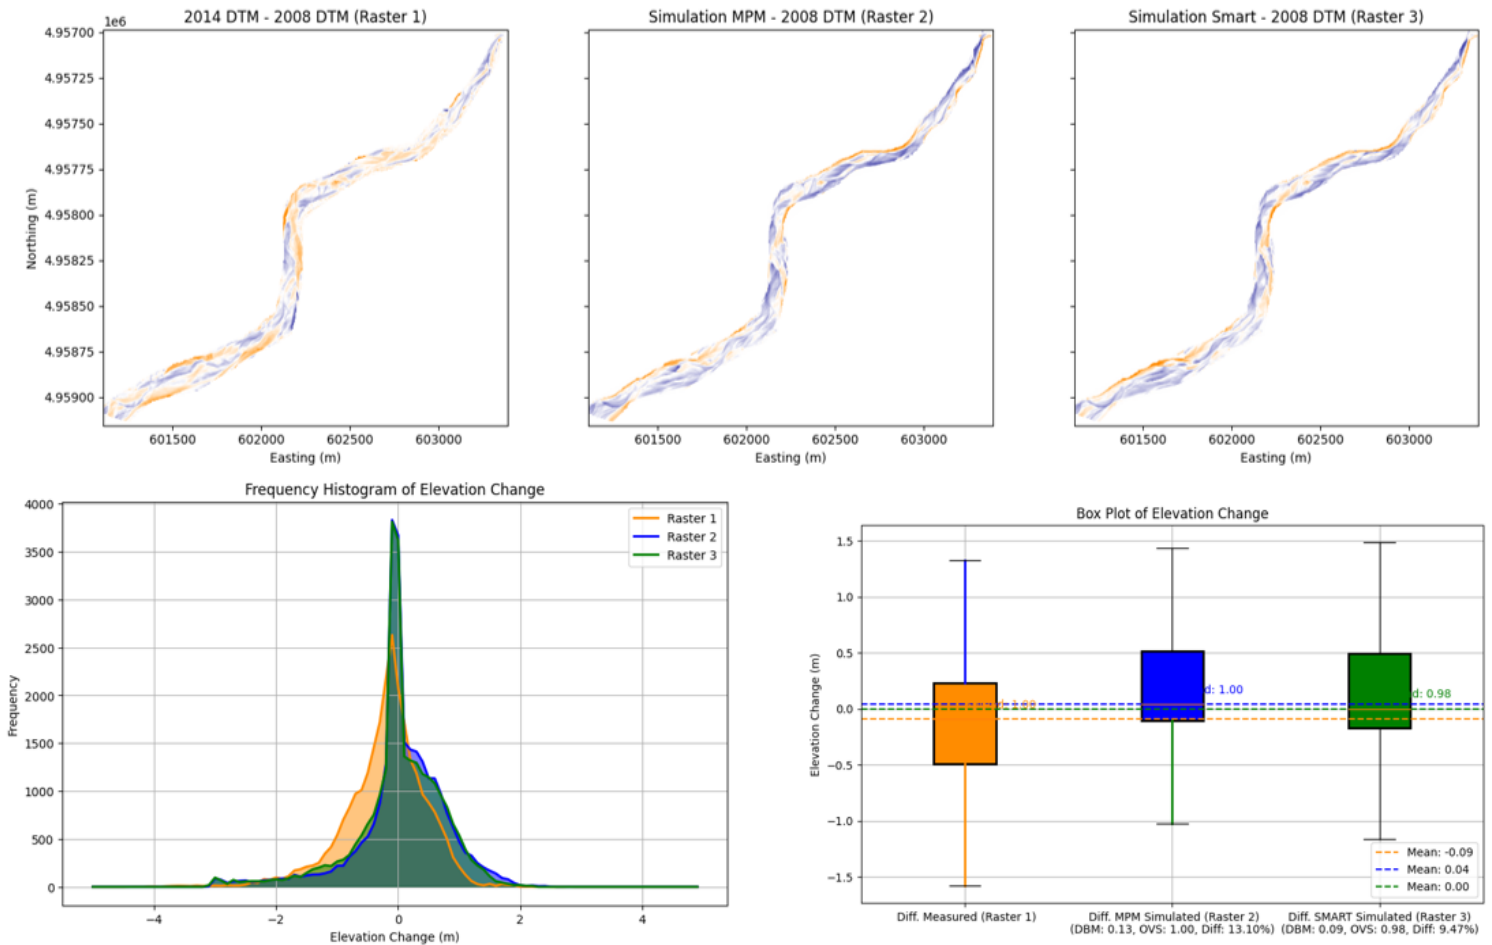 2014 DTM - 2008 DTM (Raster 1)
1e6
4.95700
4.95725
4.95750
4.95775
4.95800
4.95825
4.95850
4.95875
4.95900
Northing (m)
601500 602000 602500 603000
Easting (m)
Simulation MPM - 2008 DTM (Raster 2)
601500 602000 602500 603000
Easting (m)
Simulation Smart - 2008 DTM (Raster 3)
601500 602000 602500 603000
Easting (m)
Frequency Histogram of Elevation Change
4000
3500
3000
2500
2000
1500
1000
500
0
Frequency
Raster 1
Raster 2
Raster 3
−4 −2 0 2 4
Elevation Change (m)
Box Plot of Elevation Change
1.5
1.0
0.5
0.0
−0.5
−1.0
−1.5
Elevation Change (m)
d: 1.00
d: 0.98
Mean: -0.09
Mean: 0.04
Mean: 0.00
Diff. Measured (Raster 1)
Diff. MPM Simulated (Raster 2)
(DBM: 0.13, OVS: 1.00, Diff: 13.10%)
Diff. SMART Simulated (Raster 3)
(DBM: 0.09, OVS: 0.98, Diff: 9.47%)